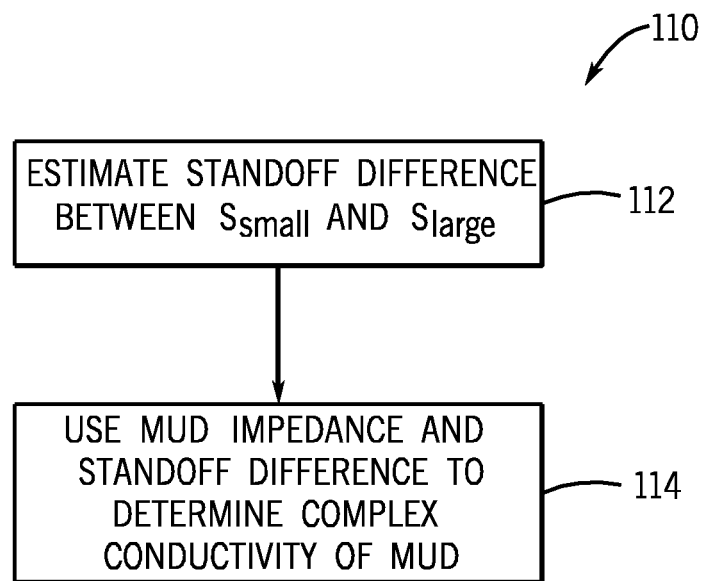 110
ESTIMATE STANDOFF DIFFERENCE
BETWEEN Ssmall AND Slarge
112
USE MUD IMPEDANCE AND
STANDOFF DIFFERENCE TO
DETERMINE COMPLEX
CONDUCTIVITY OF MUD
114